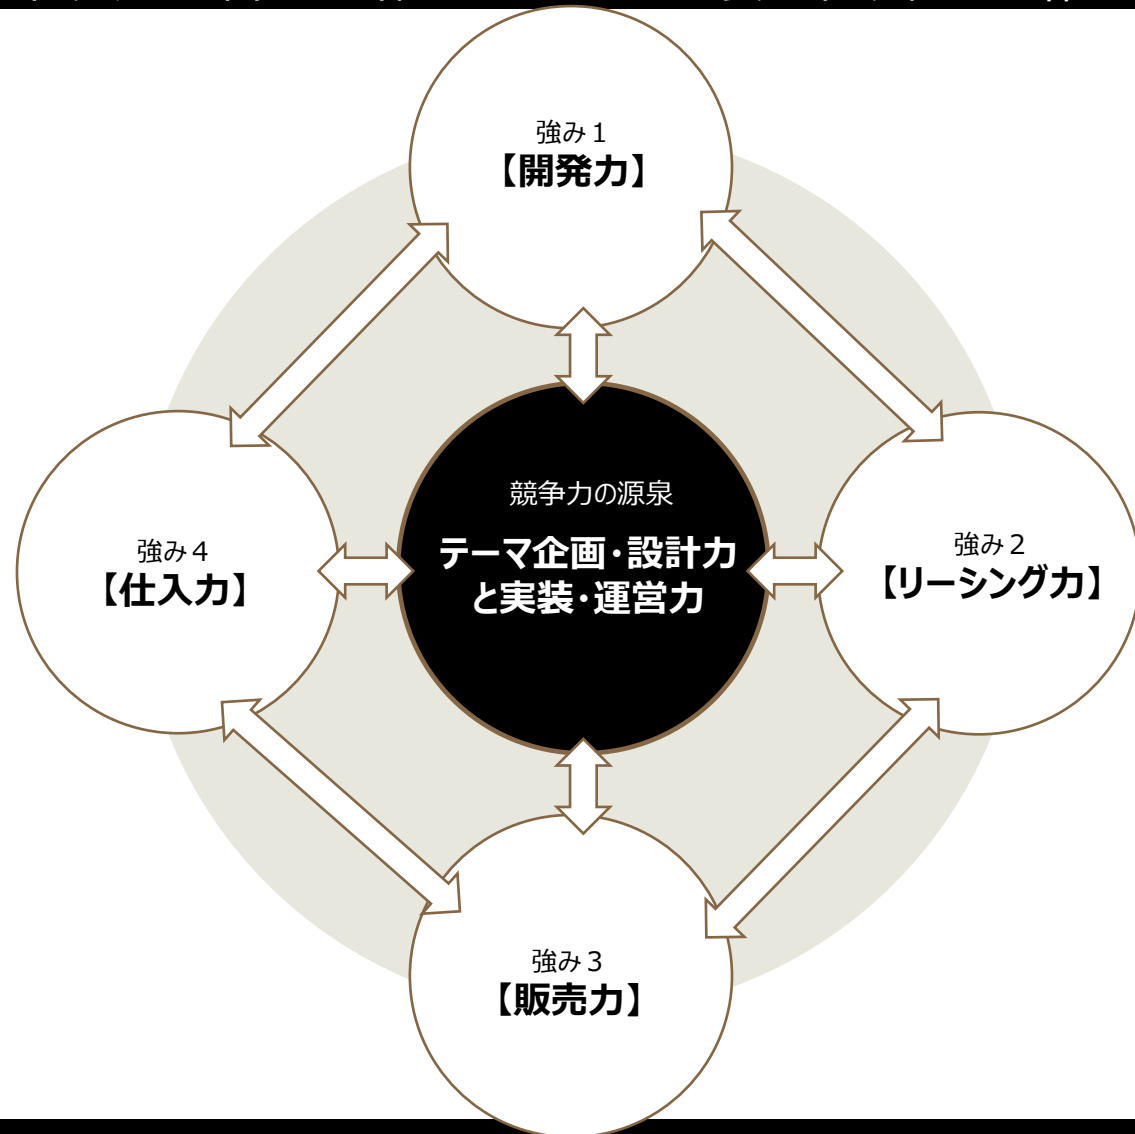 強み１
【開発力】
競争力の源泉
テーマ企画・設計力
と実装・運営力
強み４
【仕入力】
強み２
【リーシング力】
強み３
【販売力】